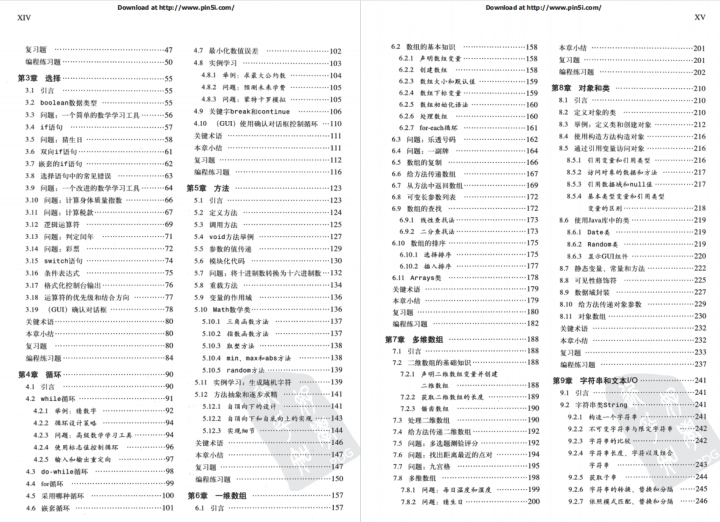 Download at http://www.pin5i.com/
XIV
复习题 47
编程练习题 50
第3章 选择 55
3.1 引言 55
3.2 boolean数据类型 55
3.3 问题：一个简单的数学学习工具 56
3.4 if语句 57
3.5 问题：猜生日 58
3.6 双向if语句 61
3.7 嵌套的if语句 62
3.8 选择语句中的常见错误 63
3.9 问题：一个改进的数学学习工具 64
3.10 问题：计算身体质量指数 66
3.11 问题：计算税款 67
3.12 逻辑运算符 69
3.13 问题：判定闰年 71
3.14 问题：彩票 72
3.15 switch语句 74
3.16 条件表达式 75
3.17 格式化控制台输出 76
3.18 运算符的优先级和结合方向 77
3.19 （GUI）确认对话框 78
关键术语 80
本章小结 80
复习题 80
编程练习题 84
第4章 循环 90
4.1 引言 90
4.2 while循环 91
4.2.1 举例：猜数字 92
4.2.2 循环设计策略 94
4.2.3 问题：高级数学学习工具 94
4.2.4 使用标志值控制循环 96
4.2.5 输入和输出重定向 97
4.3 do-while循环 98
4.4 for循环 99
4.5 采用哪种循环 100
4.6 嵌套循环 101
4.7 最小化数值误差 102
4.8 实例学习 103
4.8.1 举例：求最大公约数 103
4.8.2 问题：预测未来学费 105
4.8.3 问题：蒙特卡罗模拟 105
4.9 关键字break和continue 106
4.10 （GUI）使用确认对话框控制循环 110
关键术语 111
本章小结 111
复习题 112
编程练习题 116
第5章 方法 123
5.1 引言 123
5.2 定义方法 124
5.3 调用方法 125
5.4 void方法举例 127
5.5 参数的值传递 129
5.6 模块化代码 130
5.7 问题：将十进制数转换为十六进制数 132
5.8 重载方法 134
5.9 变量的作用域 136
5.10 Math数学类 136
5.10.1 三角函数方法 137
5.10.2 指数函数方法 137
5.10.3 取整方法 138
5.10.4 min、max和abs方法 138
5.10.5 random方法 139
5.11 实例学习：生成随机字符 139
5.12 方法抽象和逐步求精 141
5.12.1 自顶向下的设计 141
5.12.2 自顶向下和自底向上的实现 143
5.12.3 实现细节 144
关键术语 146
本章小结 147
复习题 147
编程练习题 150
第6章 一维数组 157
6.1 引言 157
Download at http://www.pin5i.com/
XV
6.2 数组的基本知识 158
6.2.1 声明数组变量 158
6.2.2 创建数组 158
6.2.3 数组大小和默认值 159
6.2.4 数组下标变量 159
6.2.5 数组初始化语法 160
6.2.6 处理数组 160
6.2.7 for-each循环 161
6.3 问题：乐透号码 162
6.4 问题：一副牌 164
6.5 数组的复制 166
6.6 给方法传递数组 167
6.7 从方法中返回数组 169
6.8 可变长参数列表 172
6.9 数组的查找 172
6.9.1 线性查找法 173
6.9.2 二分查找法 173
6.10 数组的排序 175
6.10.1 选择排序 175
6.10.2 插入排序 177
6.11 Arrays类 178
关键术语 179
本章小结 179
复习题 180
编程练习题 182
第7章 多维数组 188
7.1 引言 188
7.2 二维数组的基础知识 188
7.2.1 声明二维数组变量并创建
二维数组 188
7.2.2 获取二维数组的长度 189
7.2.3 锯齿数组 190
7.3 处理二维数组 190
7.4 给方法传递二维数组 192
7.5 问题：多选题测验评分 192
7.6 问题：找出距离最近的点对 194
7.7 问题：九宫格 195
7.8 多维数组 198
7.8.1 问题：每日温度和湿度 199
7.8.2 问题：猜生日 200
本章小结 201
复习题 201
编程练习题 202
第8章 对象和类 210
8.1 引言 210
8.2 定义对象的类 210
8.3 举例：定义类和创建对象 212
8.4 使用构造方法构造对象 216
8.5 通过引用变量访问对象 216
8.5.1 引用变量和引用类型 216
8.5.2 访问对象的数据和方法 217
8.5.3 引用数据域和null值 217
8.5.4 基本类型变量和引用类型
变量的区别 218
8.6 使用Java库中的类 219
8.6.1 Date类 219
8.6.2 Random类 219
8.6.3 显示GUI组件 220
8.7 静态变量、常量和方法 222
8.8 可见性修饰符 225
8.9 数据域封装 227
8.10 给方法传递对象参数 229
8.11 对象数组 230
关键术语 232
本章小结 232
复习题 233
编程练习题 237
第9章 字符串和文本I/O 241
9.1 引言 241
9.2 字符串类String 241
9.2.1 构造一个字符串 241
9.2.2 不可变字符串与限定字符串 242
9.2.3 字符串的比较 242
9.2.4 字符串长度、字符以及组合
字符串 243
9.2.5 获取子串 244
9.2.6 字符串的转换、替换和分隔 245
9.2.7 依照模式匹配、替换和分隔 246